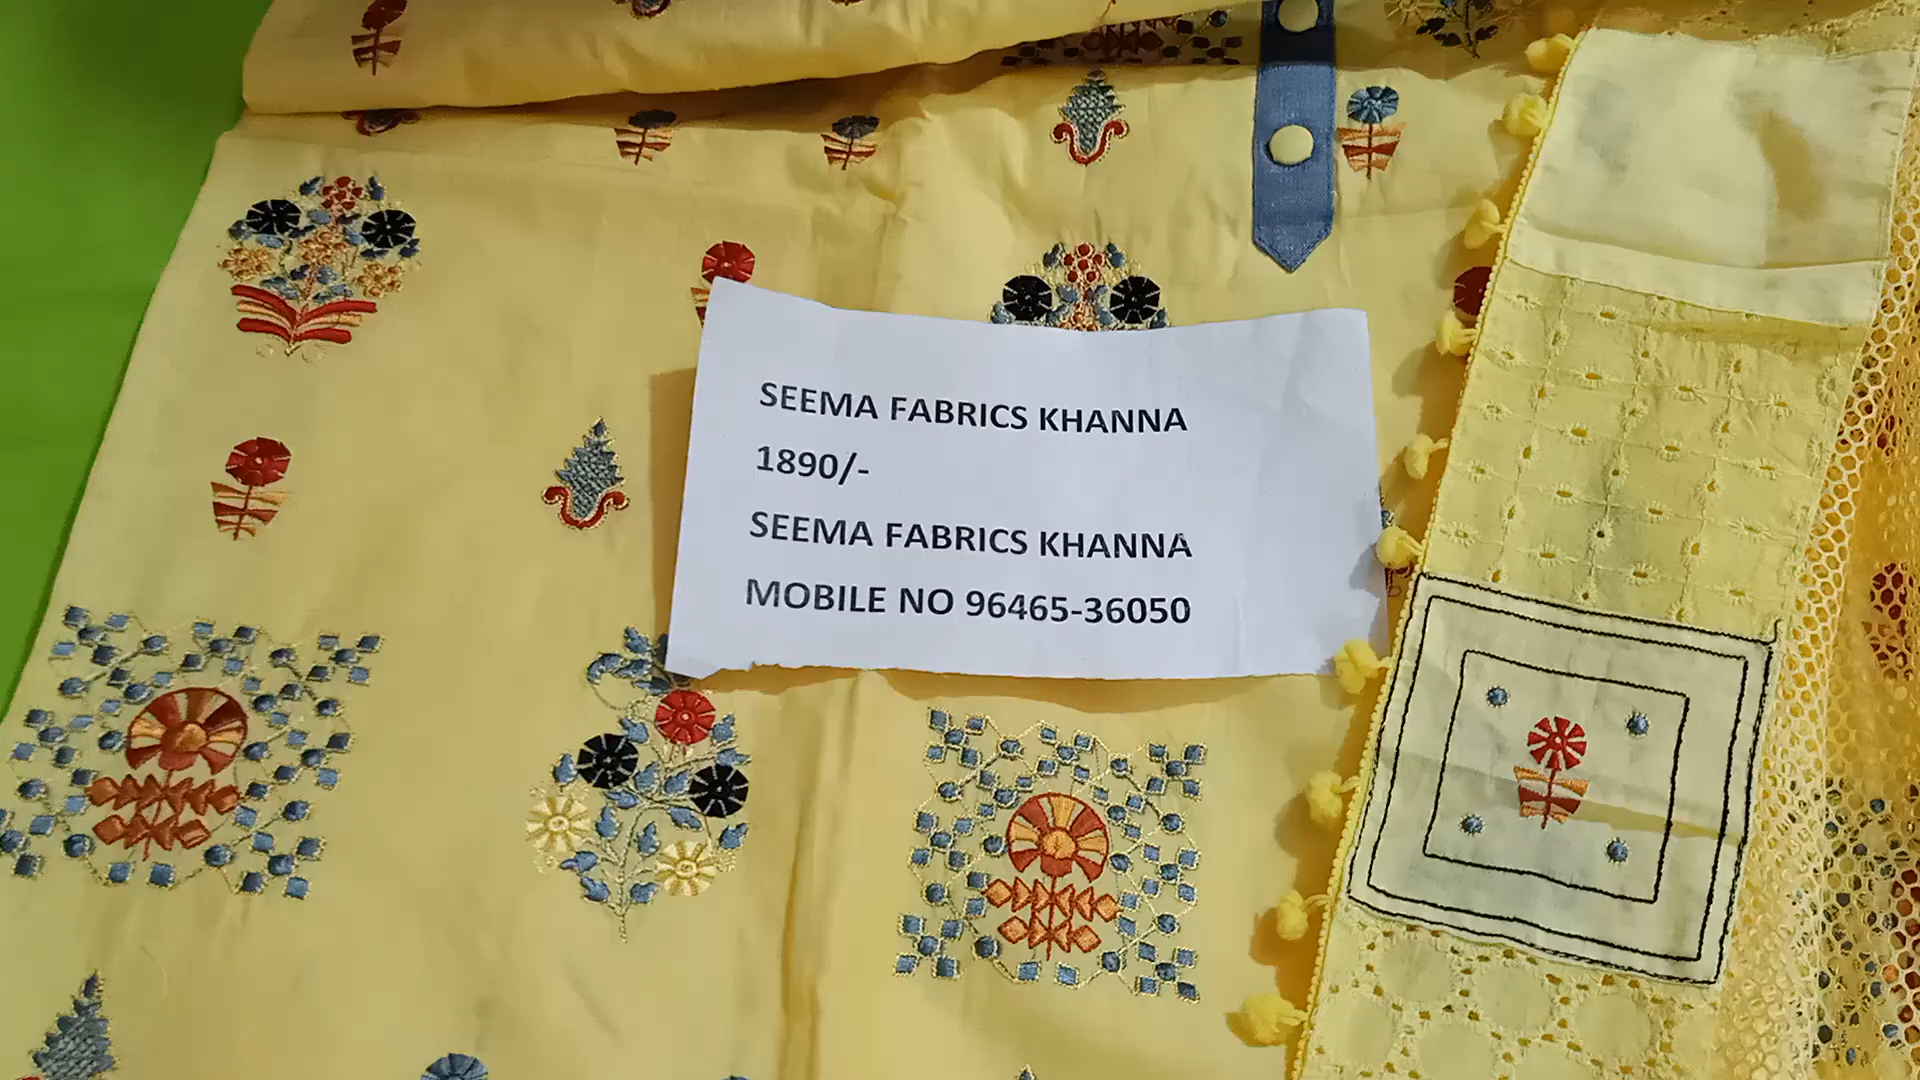 SEEMA FABRICS KHANNA
1890/-
SEEMA FABRICS KHANNA
MOBILE NO 96465-36050